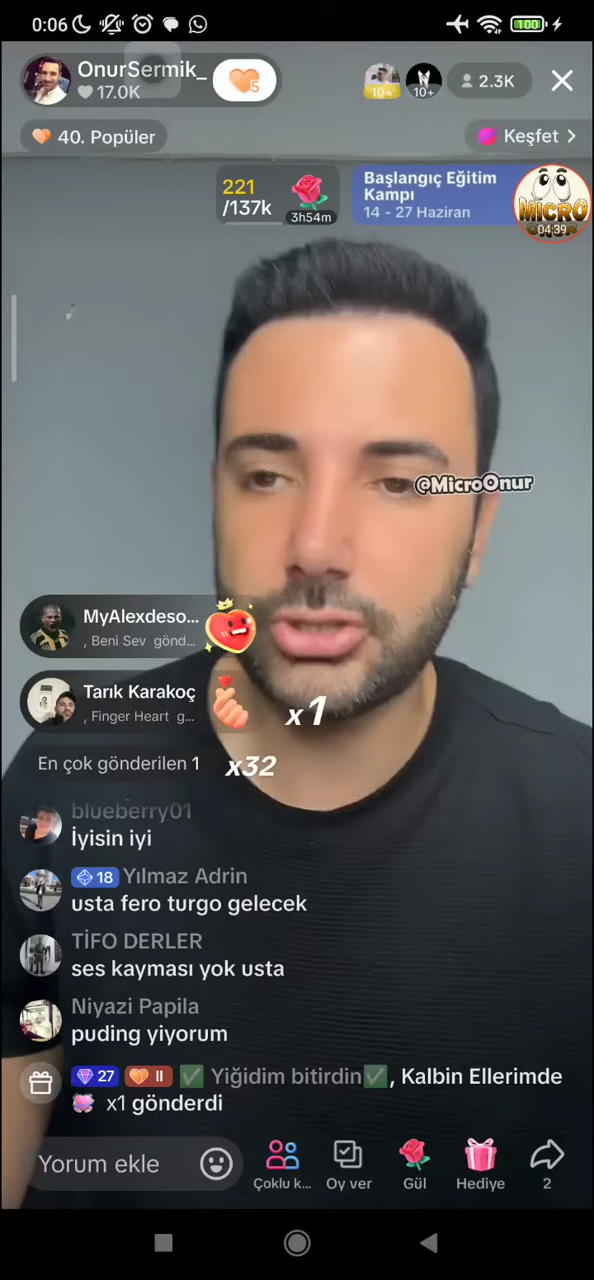 0:06
100
OnurSermik_
17.0K
5
10+
10+
2.3K
40. Popüler
Keşfet
221
/137k
3h54m
Başlangıç Eğitim
Kampı
14 - 27 Haziran
MICRO
04:39
@MicroOnur
MyAlexdeso...
, Beni Sev gönd...
Tarık Karakoç
, Finger Heart g...
x1
En çok gönderilen 1
x32
blueberry01
İyisin iyi
18 Yılmaz Adrin
usta fero turgo gelecek
TİFO DERLER
ses kayması yok usta
Niyazi Papila
puding yiyorum
27 II Yiğidim bitirdin, Kalbin Ellerimde
x1 gönderdi
Yorum ekle
Çoklu k...
Oy ver
Gül
Hediye
2